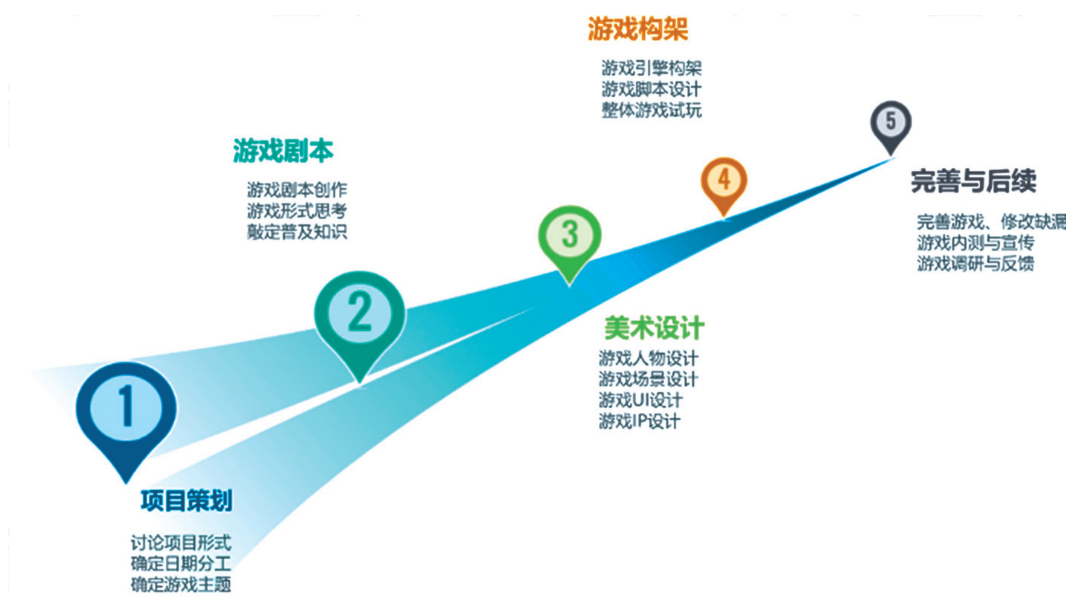 1
项目策划
讨论项目形式
确定日期分工
确定游戏主题
2
游戏剧本
游戏剧本创作
游戏形式思考
敲定普及知识
3
美术设计
游戏人物设计
游戏场景设计
游戏UI设计
游戏IP设计
4
游戏构架
游戏引擎构架
游戏脚本设计
整体游戏试玩
5
完善与后续
完善游戏、修改缺漏
游戏内测与宣传
游戏调研与反馈